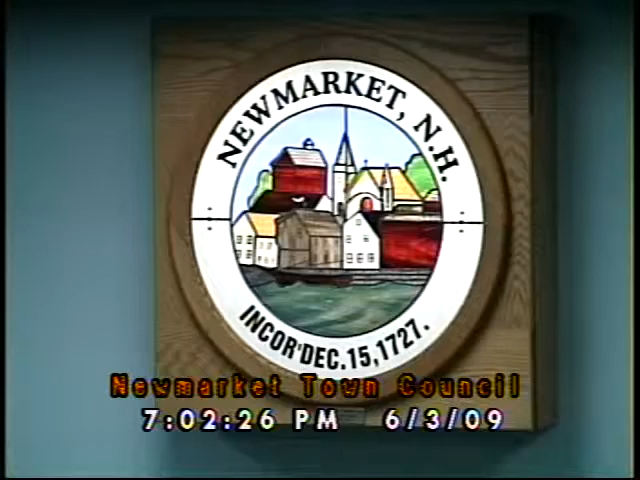 NEWMARKET, N.H.
INCOR'DEC.15,1727.
Newmarket Town Council
7:02:26 PM 6/3/09